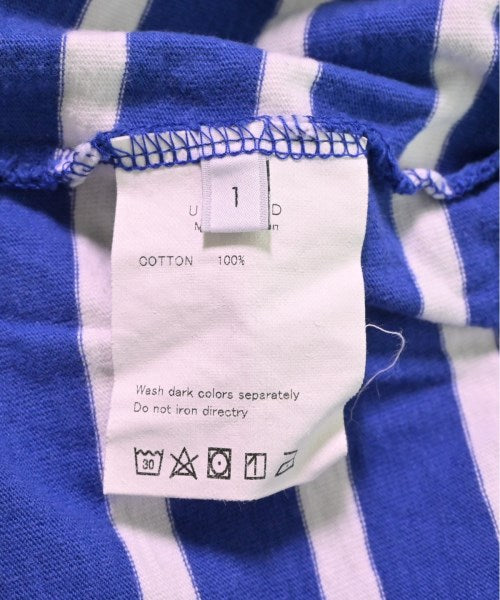 1
COTTON 100%
Wash dark colors separately
Do not iron directry
30